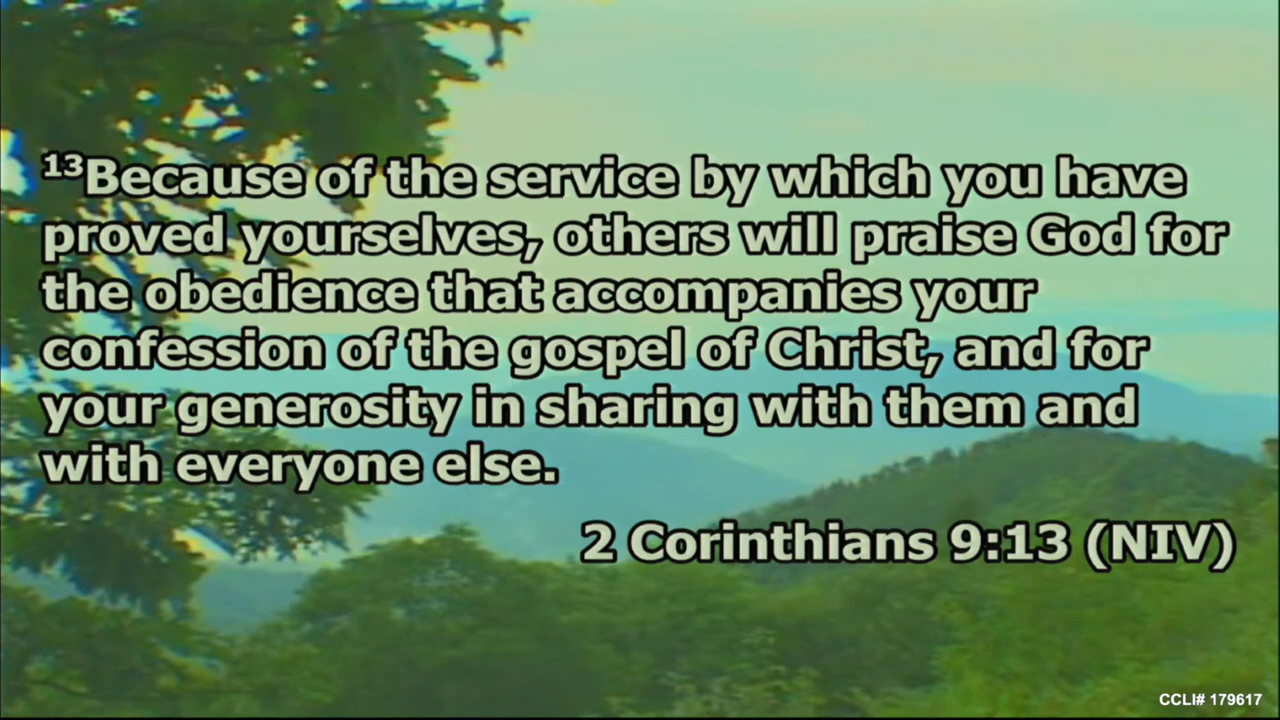 ¹³Because of the service by which you have
proved yourselves, others will praise God for
the obedience that accompanies your
confession of the gospel of Christ, and for
your generosity in sharing with them and
with everyone else.
2 Corinthians 9:13 (NIV)
CCLI# 179617